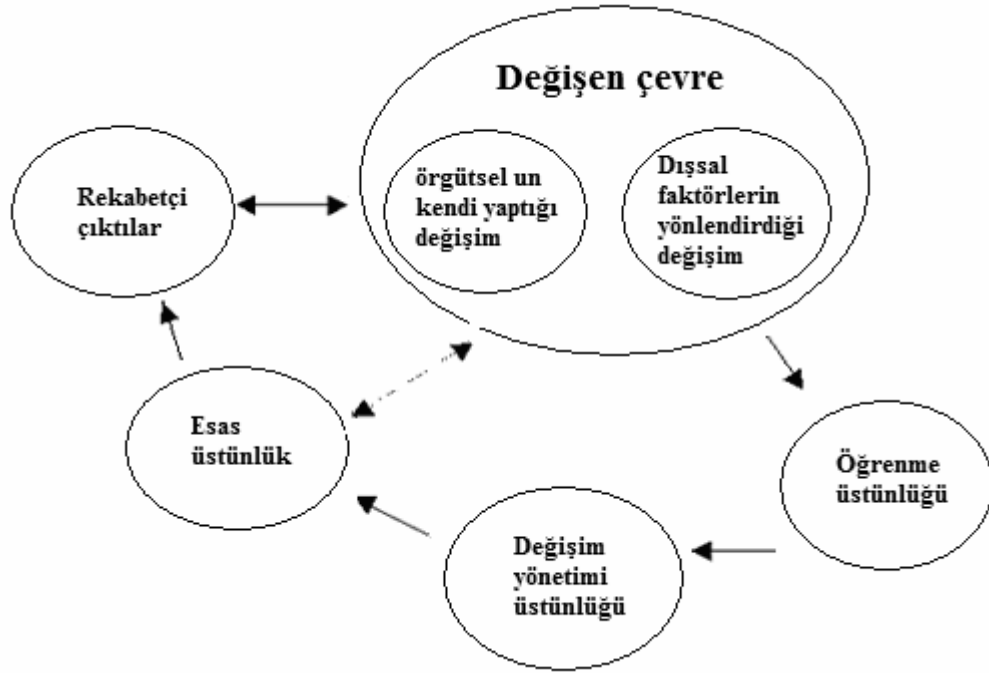 Değişen çevre
örgütsel un
kendi yaptığı
değişim
Dışsal
faktörlerin
yönlendirdiği
değişim
Rekabetçi
çıktılar
Esas
üstünlük
Değişim
yönetimi
üstünlüğü
Öğrenme
üstünlüğü